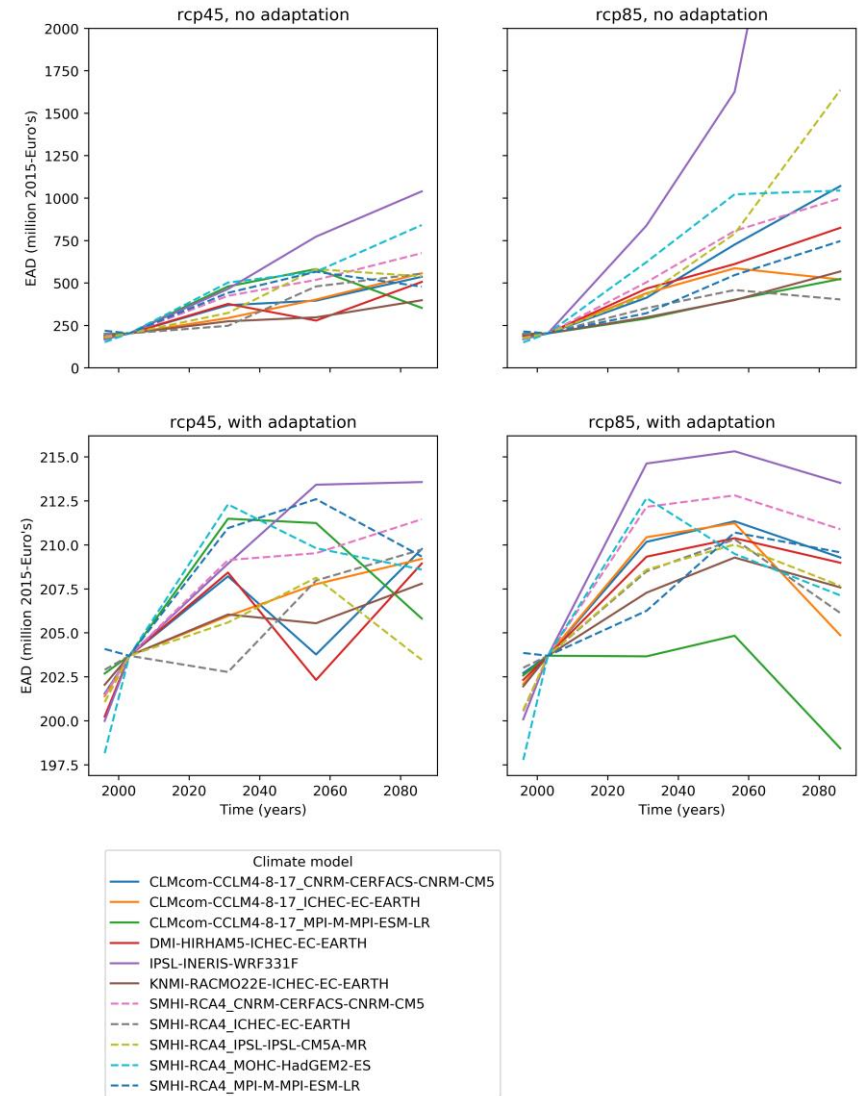 rcp45, no adaptation
rcp85, no adaptation
2000
1750
1500
1250
1000
750
500
250
0
EAD (million 2015-Euro's)
rcp45, with adaptation
rcp85, with adaptation
215.0
212.5
210.0
207.5
205.0
202.5
200.0
197.5
EAD (million 2015-Euro's)
2000 2020 2040 2060 2080
Time (years)
2000 2020 2040 2060 2080
Time (years)
Climate model
CLMcom-CCLM4-8-17_CNRM-CERFACS-CNRM-CM5
CLMcom-CCLM4-8-17_ICHEC-EC-EARTH
CLMcom-CCLM4-8-17_MPI-M-MPI-ESM-LR
DMI-HIRHAM5-ICHEC-EC-EARTH
IPSL-INERIS-WRF331F
KNMI-RACMO22E-ICHEC-EC-EARTH
SMHI-RCA4_CNRM-CERFACS-CNRM-CM5
SMHI-RCA4_ICHEC-EC-EARTH
SMHI-RCA4_IPSL-IPSL-CM5A-MR
SMHI-RCA4_MOHC-HadGEM2-ES
SMHI-RCA4_MPI-M-MPI-ESM-LR